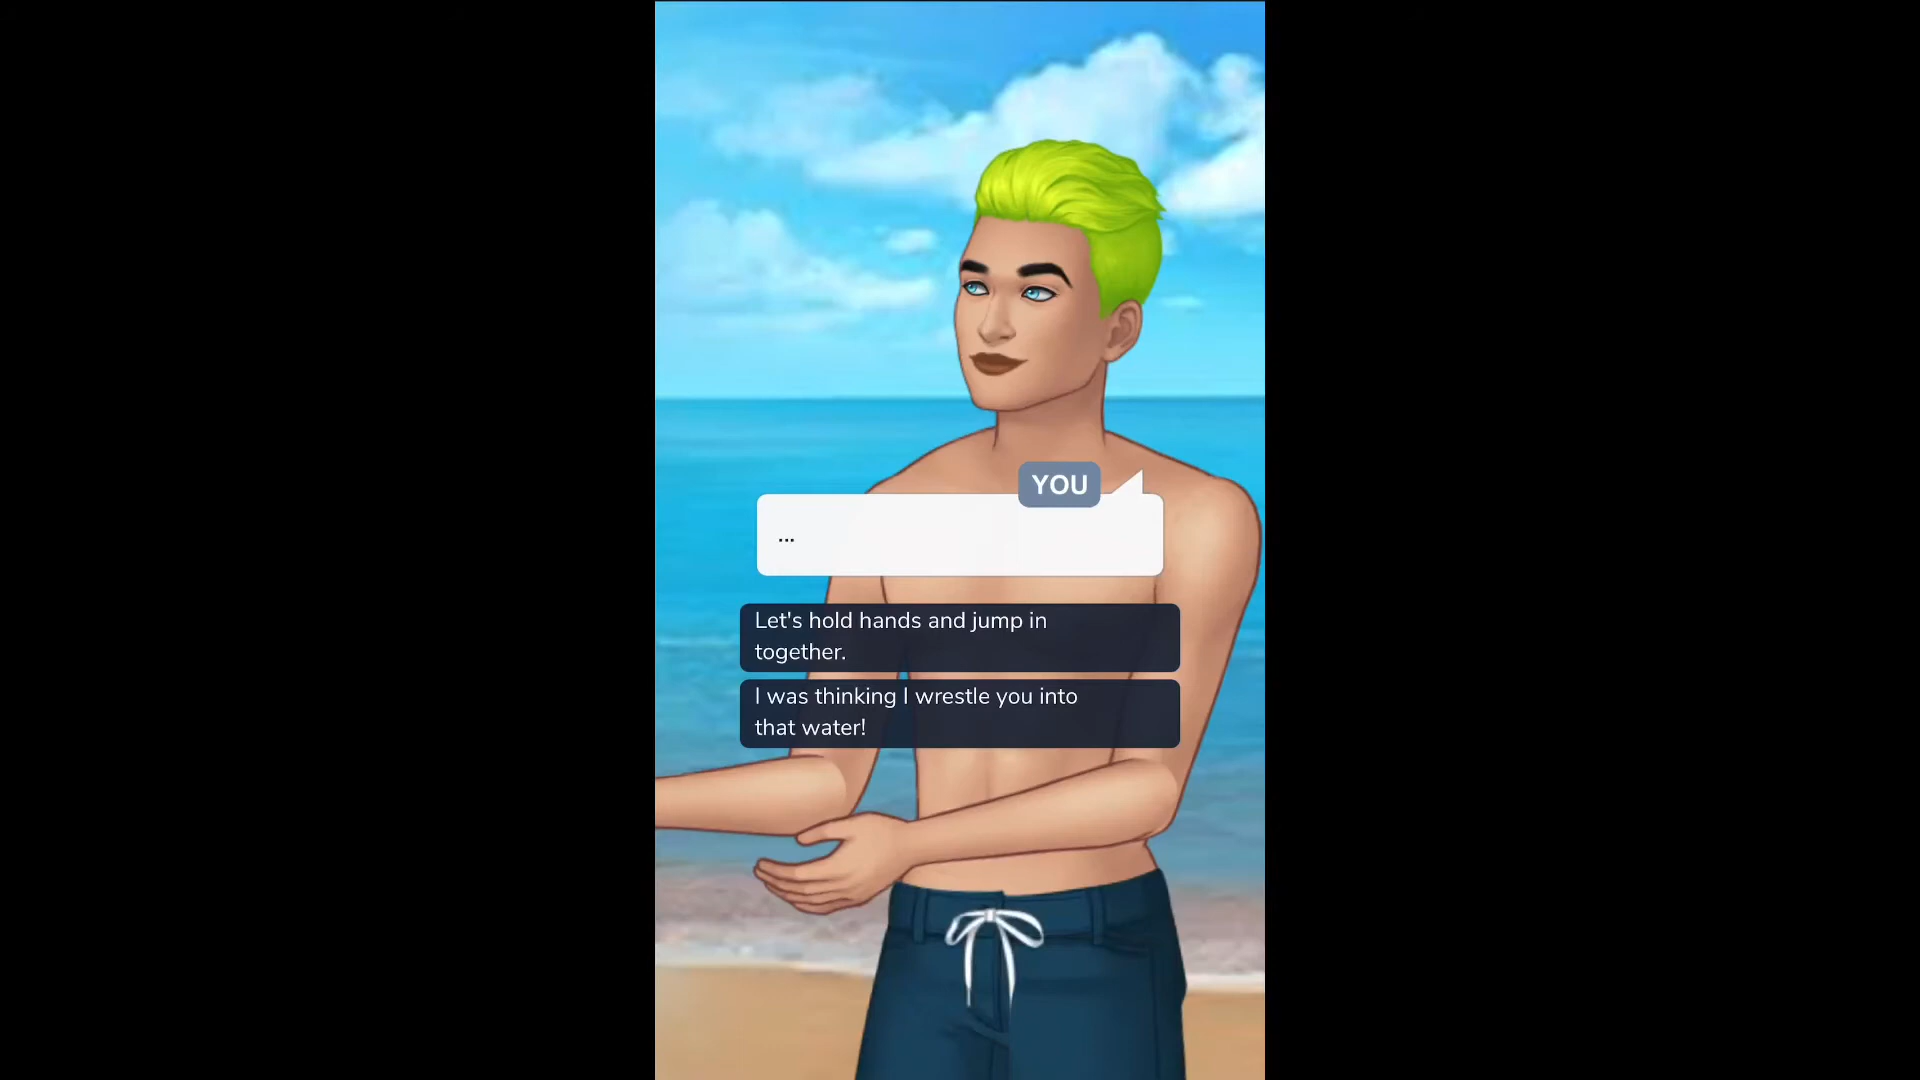 YOU
...
Let's hold hands and jump in
together.
I was thinking I wrestle you into
that water!